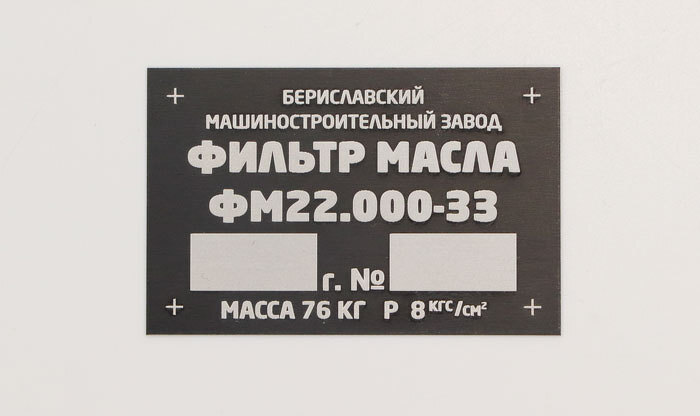 БЕРИСЛАВСКИЙ
МАШИНОСТРОИТЕЛЬНЫЙ ЗАВОД
ФИЛЬТР МАСЛА
ФМ22.000-33
г. №
МАССА 76 КГ Р 8 КГС/СМ²